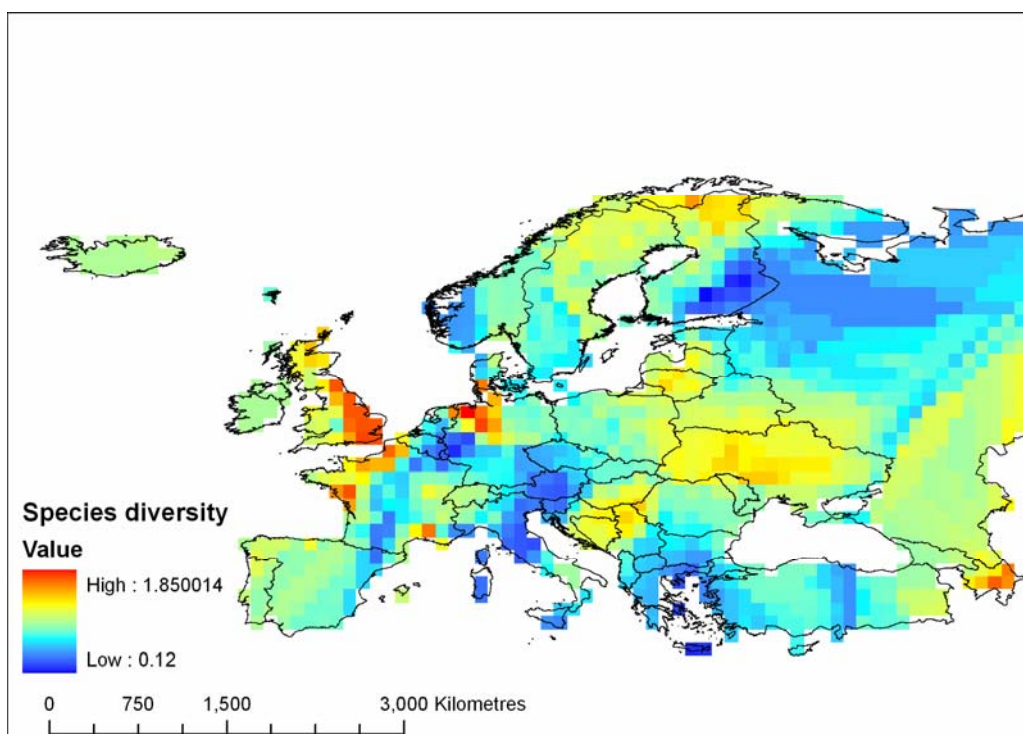 Species diversity
Value
High : 1.850014
Low : 0.12
0 750 1,500 3,000 Kilometres